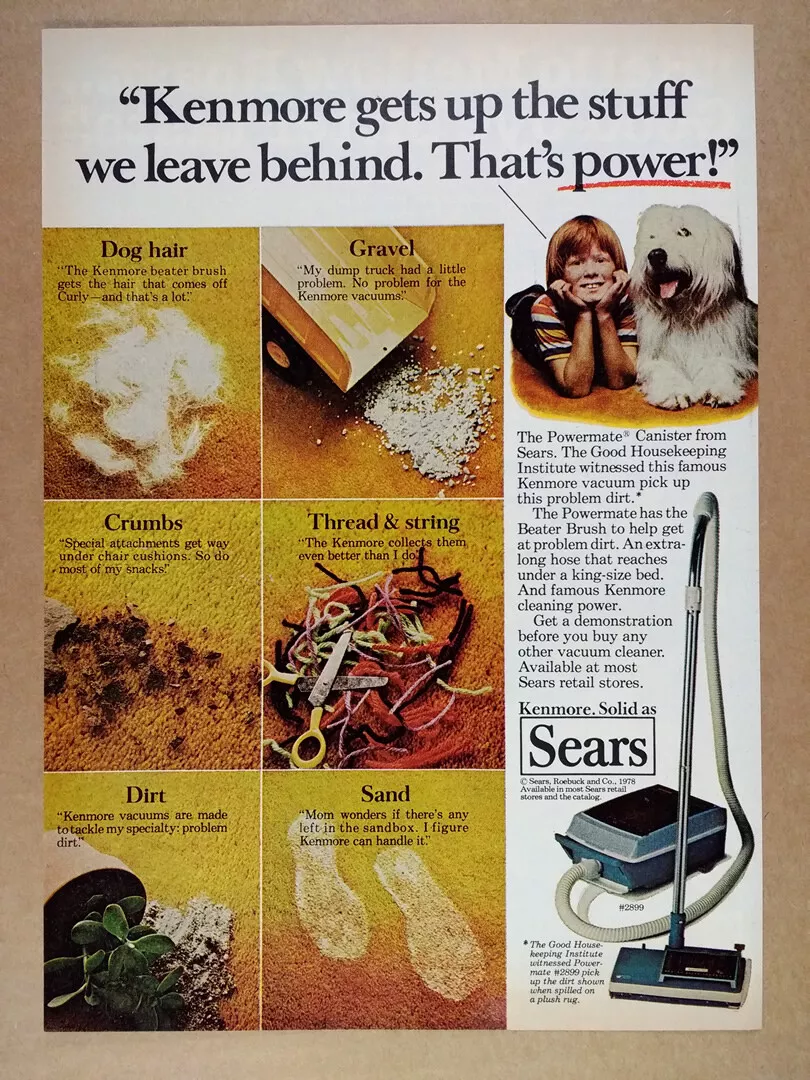 “Kenmore gets up the stuff
we leave behind. That’s power!”
Dog hair
“The Kenmore beater brush
gets the hair that comes off
Curly—and that’s a lot.”
Gravel
“My dump truck had a little
problem. No problem for the
Kenmore vacuums.”
Crumbs
“Special attachments get way
under chair cushions. So do
most of my snacks.”
Thread & string
“The Kenmore collects them
even better than I do.”
Dirt
“Kenmore vacuums are made
to tackle my specialty: problem
dirt.”
Sand
“Mom wonders if there’s any
left in the sandbox. I figure
Kenmore can handle it.”
The Powermate® Canister from
Sears. The Good Housekeeping
Institute witnessed this famous
Kenmore vacuum pick up
this problem dirt.*
The Powermate has the
Beater Brush to help get
at problem dirt. An extra-
long hose that reaches
under a king-size bed.
And famous Kenmore
cleaning power.
Get a demonstration
before you buy any
other vacuum cleaner.
Available at most
Sears retail stores.
Kenmore. Solid as
Sears
© Sears, Roebuck and Co., 1978
Available in most Sears retail
stores and the catalog.
#2899
*The Good House-
keeping Institute
witnessed Power-
mate #2899 pick
up the dirt shown
when spilled on
a plush rug.